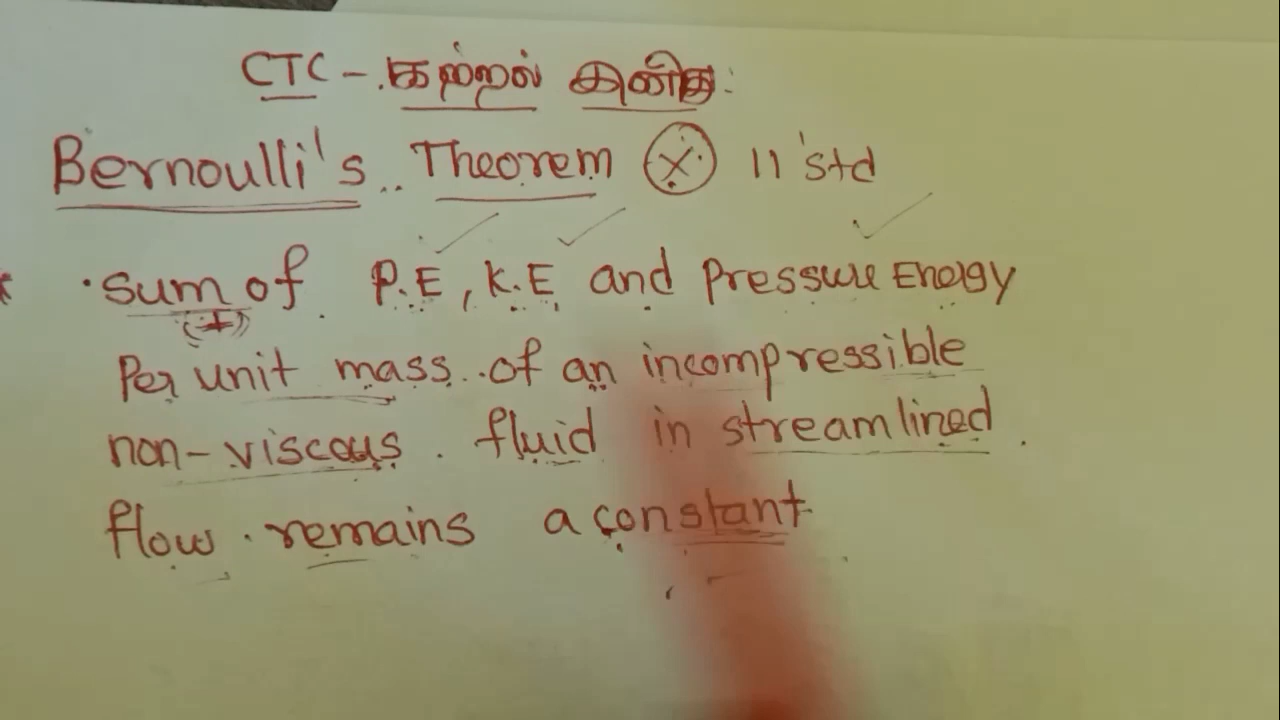 CTC - கற்றல் இனிது:
Bernoulli's Theorem X 11 'std
sum of P.E, K.E and Pressure Energy
(+)
Per unit mass of an incompressible
non-viscous fluid in streamlined
flow remains a constant.